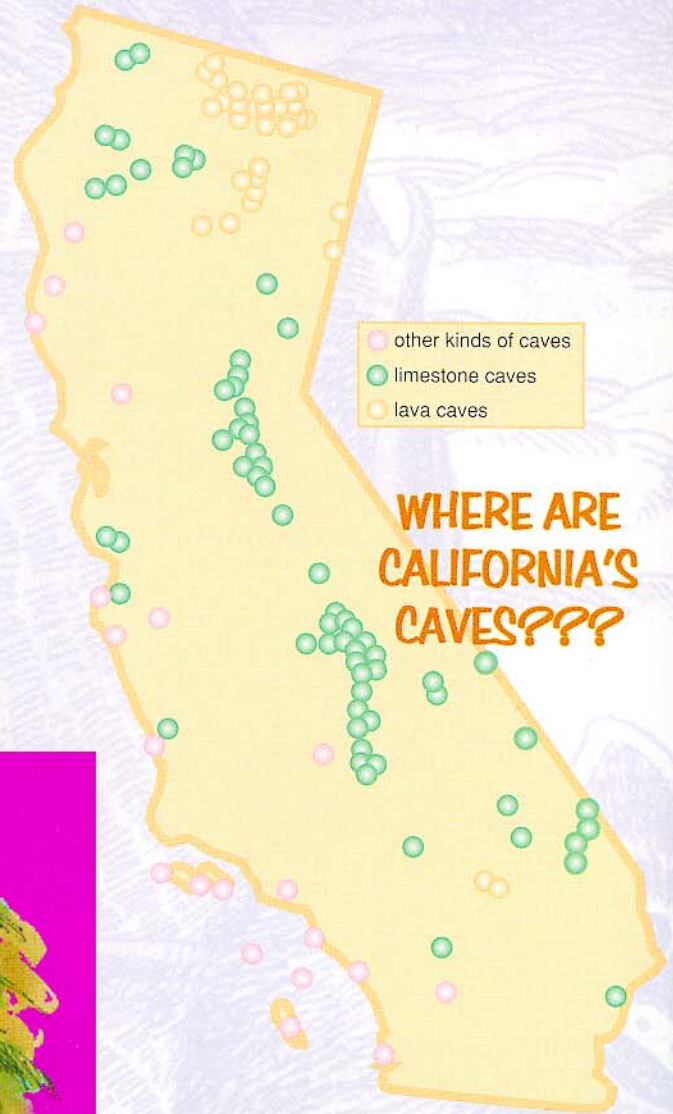 other kinds of caves
limestone caves
lava caves
WHERE ARE
CALIFORNIA'S
CAVES???